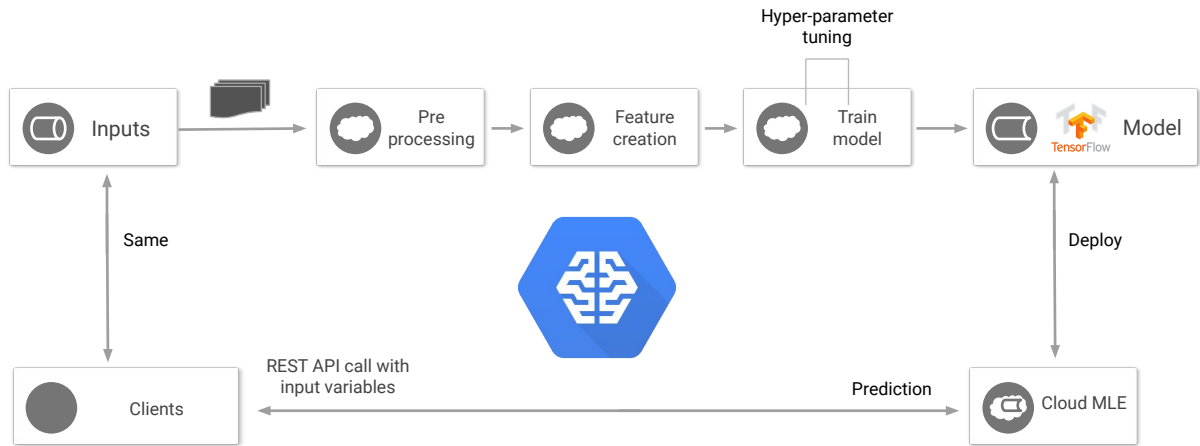 Hyper-parameter
tuning
Inputs
Pre
processing
Feature
creation
Train
model
TensorFlow
Model
Same
Deploy
REST API call with
input variables
Prediction
Clients
Cloud MLE